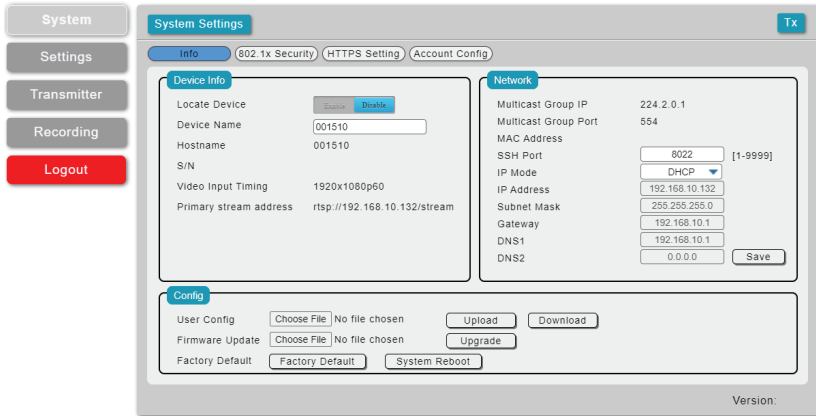 System
Settings
Transmitter
Recording
Logout
System Settings
Tx
Info 802.1x Security HTTPS Setting Account Config
Device Info
Locate Device Enable Disable
Device Name 001510
Hostname 001510
S/N
Video Input Timing 1920x1080p60
Primary stream address rtsp://192.168.10.132/stream
Network
Multicast Group IP 224.2.0.1
Multicast Group Port 554
MAC Address
SSH Port 8022 [1-9999]
IP Mode DHCP
IP Address 192.168.10.132
Subnet Mask 255.255.255.0
Gateway 192.168.10.1
DNS1 192.168.10.1
DNS2 0.0.0.0 Save
Config
User Config Choose File No file chosen Upload Download
Firmware Update Choose File No file chosen Upgrade
Factory Default Factory Default System Reboot
Version: